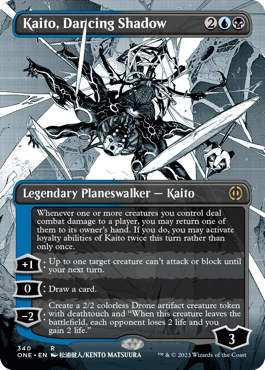 Kaito, Dancing Shadow 2
Legendary Planeswalker — Kaito
Whenever one or more creatures you control deal
combat damage to a player, you may return one of
them to its owner's hand. If you do, you may activate
loyalty abilities of Kaito twice this turn rather than
only once.
+1 : Up to one target creature can't attack or block until
your next turn.
0 : Draw a card.
−2 : Create a 2/2 colorless Drone artifact creature token
with deathtouch and "When this creature leaves the
battlefield, each opponent loses 2 life and you
gain 2 life."
3
340 R
ONE • EN 松浦健人/KENTO MATSUURA
™ & © 2023 Wizards of the Coast